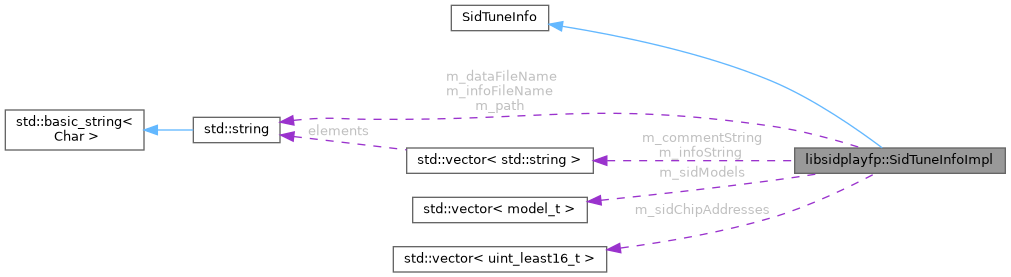 SidTuneInfo
m_dataFileName
m_infoFileName
m_path
std::basic_string<
Char >
std::string
elements
m_commentString
m_infoString
std::vector< std::string >
libsidplayfp::SidTuneInfoImpl
m_sidModels
std::vector< model_t >
m_sidChipAddresses
std::vector< uint_least16_t >